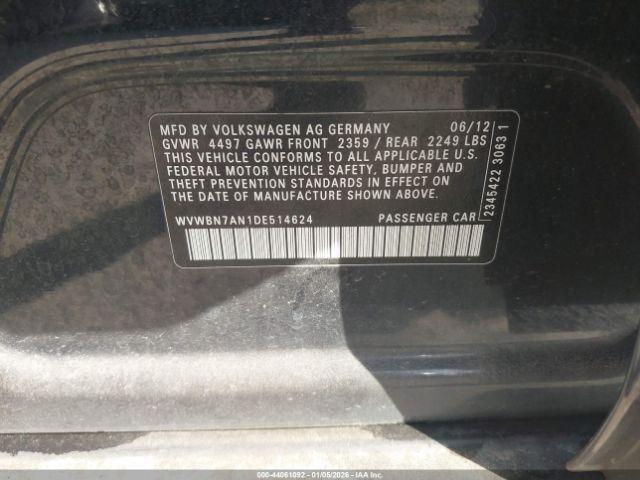 MFD BY VOLKSWAGEN AG GERMANY 06/12
GVWR 4497 GAWR FRONT 2359 / REAR 2249 LBS
THIS VEHICLE CONFORMS TO ALL APPLICABLE U.S.
FEDERAL MOTOR VEHICLE SAFETY, BUMPER AND
THEFT PREVENTION STANDARDS IN EFFECT ON
THE DATE OF MANUFACTURE SHOWN ABOVE.
WVWBN7AN1DE514624 PASSENGER CAR
2345422 3063 1
000-44061092 | 01/05/2026 - IAA Inc.